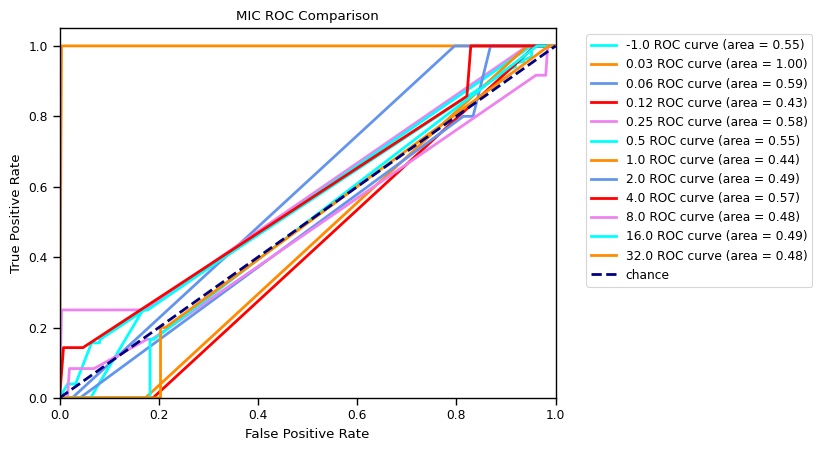 MIC ROC Comparison
True Positive Rate
1.0
0.8
0.6
0.4
0.2
0.0
0.0 0.2 0.4 0.6 0.8 1.0
False Positive Rate
-1.0 ROC curve (area = 0.55)
0.03 ROC curve (area = 1.00)
0.06 ROC curve (area = 0.59)
0.12 ROC curve (area = 0.43)
0.25 ROC curve (area = 0.58)
0.5 ROC curve (area = 0.55)
1.0 ROC curve (area = 0.44)
2.0 ROC curve (area = 0.49)
4.0 ROC curve (area = 0.57)
8.0 ROC curve (area = 0.48)
16.0 ROC curve (area = 0.49)
32.0 ROC curve (area = 0.48)
chance